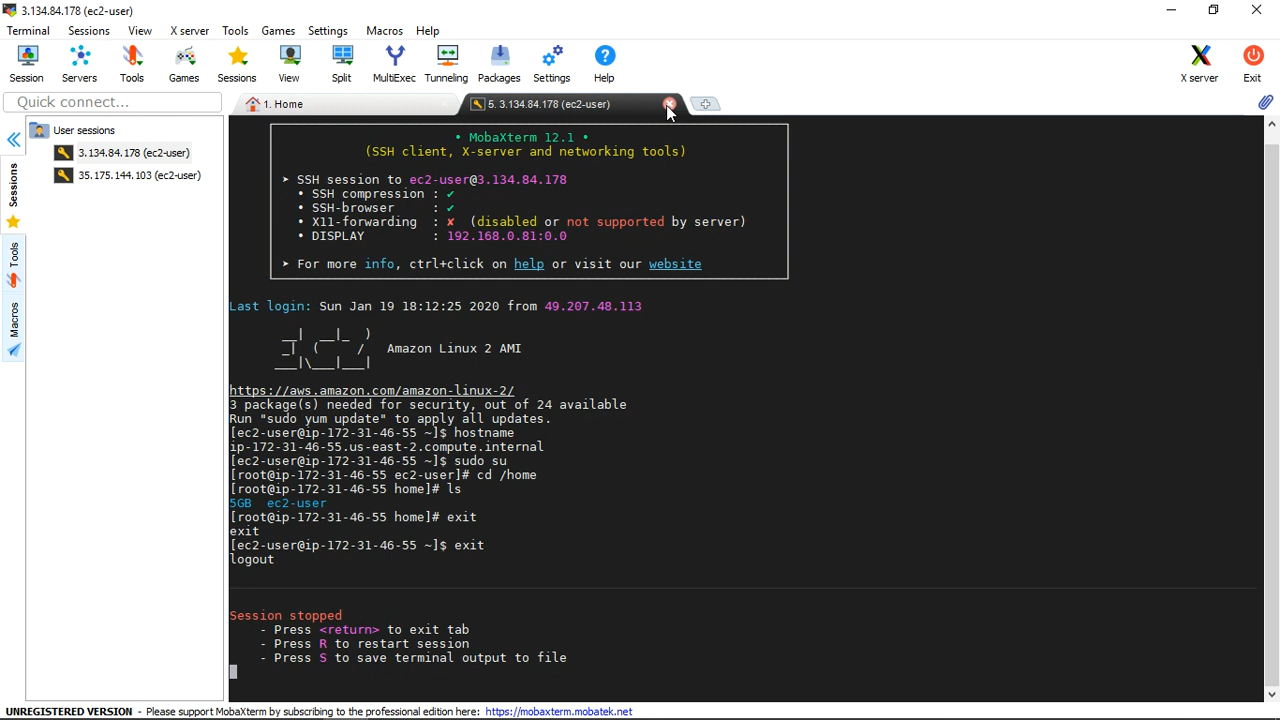 3.134.84.178 (ec2-user)
Terminal Sessions View X server Tools Games Settings Macros Help
Session Servers Tools Games Sessions View Split MultiExec Tunneling Packages Settings Help X server Exit
Quick connect...
1. Home
5. 3.134.84.178 (ec2-user)
User sessions
3.134.84.178 (ec2-user)
35.175.144.103 (ec2-user)
Sessions
Tools
Macros
• MobaXterm 12.1 •
(SSH client, X-server and networking tools)
➤ SSH session to ec2-user@3.134.84.178
• SSH compression : ✔
• SSH-browser : ✔
• X11-forwarding : ✘ (disabled or not supported by server)
• DISPLAY : 192.168.0.81:0.0
➤ For more info, ctrl+click on help or visit our website
Last login: Sun Jan 19 18:12:25 2020 from 49.207.48.113
__| __|_ )
_| ( / Amazon Linux 2 AMI
___|\___|___|
https://aws.amazon.com/amazon-linux-2/
3 package(s) needed for security, out of 24 available
Run "sudo yum update" to apply all updates.
[ec2-user@ip-172-31-46-55 ~]$ hostname
ip-172-31-46-55.us-east-2.compute.internal
[ec2-user@ip-172-31-46-55 ~]$ sudo su
[root@ip-172-31-46-55 ec2-user]# cd /home
[root@ip-172-31-46-55 home]# ls
5GB ec2-user
[root@ip-172-31-46-55 home]# exit
exit
[ec2-user@ip-172-31-46-55 ~]$ exit
logout
Session stopped
- Press <return> to exit tab
- Press R to restart session
- Press S to save terminal output to file
UNREGISTERED VERSION - Please support MobaXterm by subscribing to the professional edition here: https://mobaxterm.mobatek.net